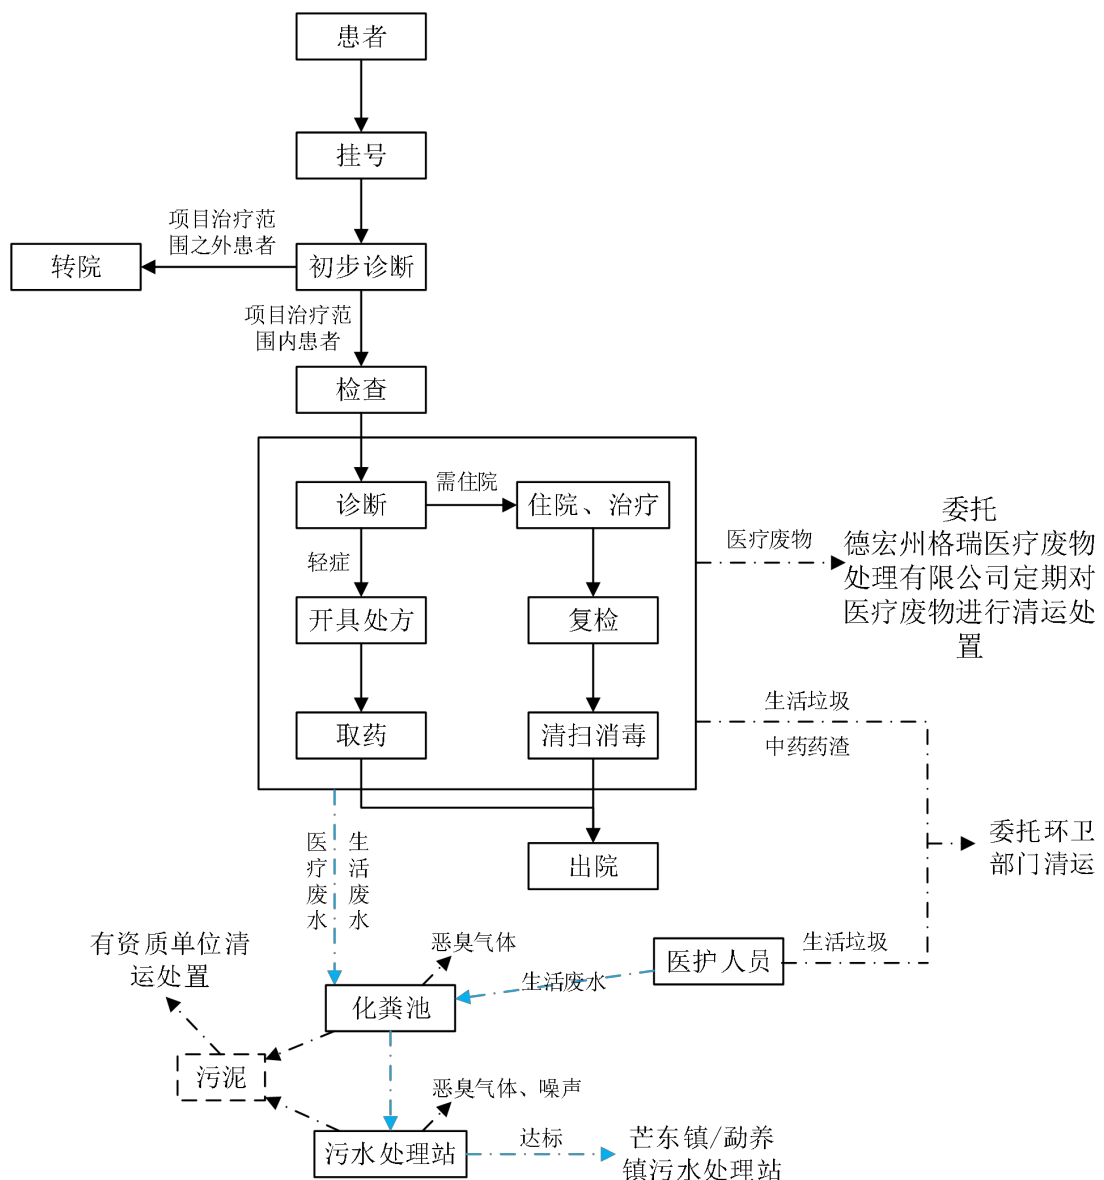 患者
挂号
项目治疗范
围之外患者
转院
初步诊断
项目治疗范
围内患者
检查
诊断
需住院
住院、治疗
轻症
开具处方
复检
取药
清扫消毒
医疗废物
委托
德宏州格瑞医疗废物
处理有限公司定期对
医疗废物进行清运处
置
生活垃圾
中药药渣
委托环卫
部门清运
出院
医疗废水
生活废水
医护人员
生活垃圾
生活废水
恶臭气体
有资质单位清
运处置
化粪池
污泥
恶臭气体、噪声
污水处理站
达标
芒东镇/勐养
镇污水处理站